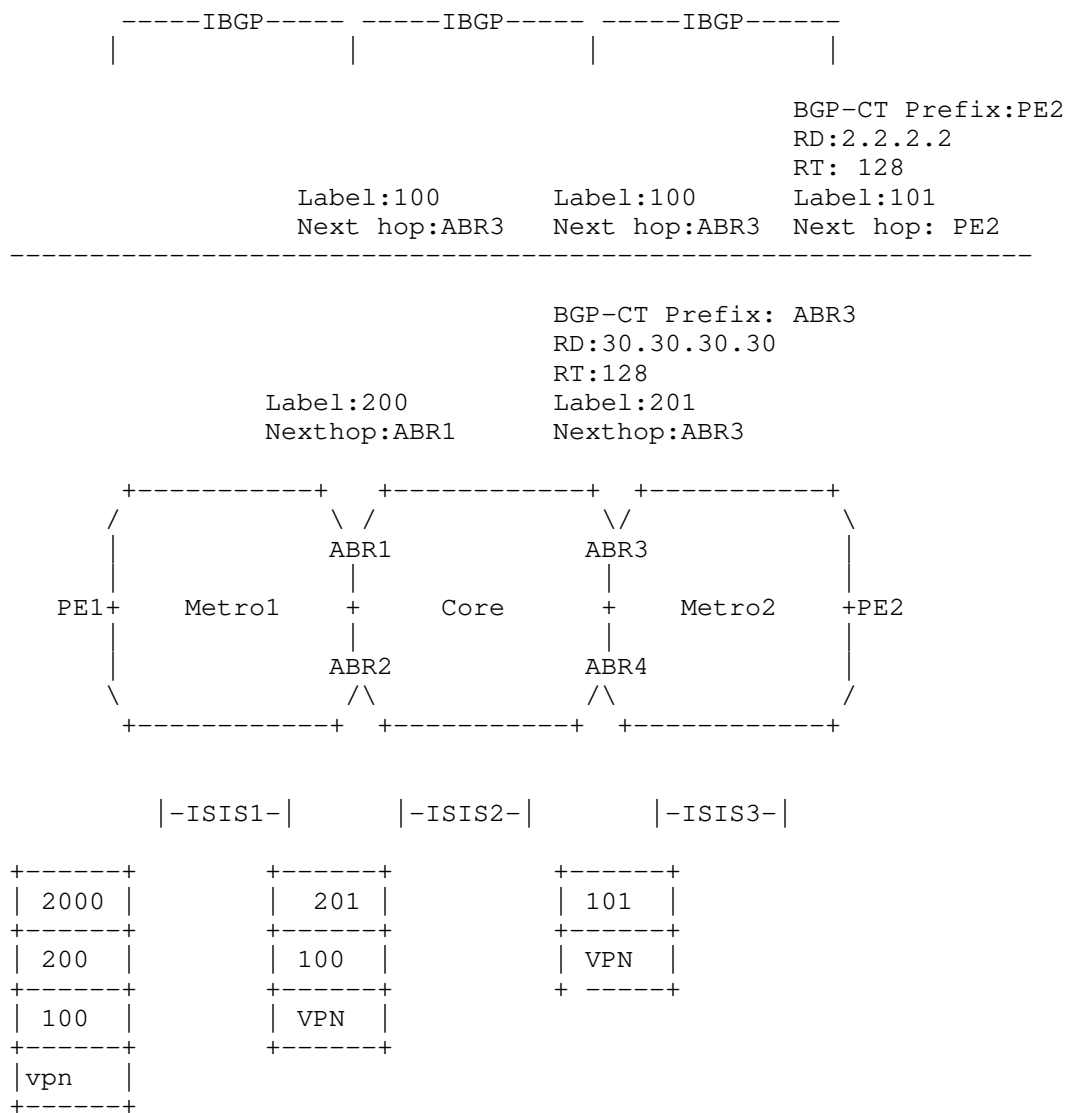 -----IBGP----- -----IBGP----- -----IBGP------
BGP-CT Prefix:PE2
RD:2.2.2.2
RT: 128
Label:100 Label:100 Label:101
Next hop:ABR3 Next hop:ABR3 Next hop: PE2
BGP-CT Prefix: ABR3
RD:30.30.30.30
RT:128
Label:200 Label:201
Nexthop:ABR1 Nexthop:ABR3
ABR1 ABR3
PE1+ Metro1 + Core + Metro2 +PE2
ABR2 ABR4
|-ISIS1-| |-ISIS2-| |-ISIS3-|
2000 201 101
200 100 VPN
100 VPN
vpn